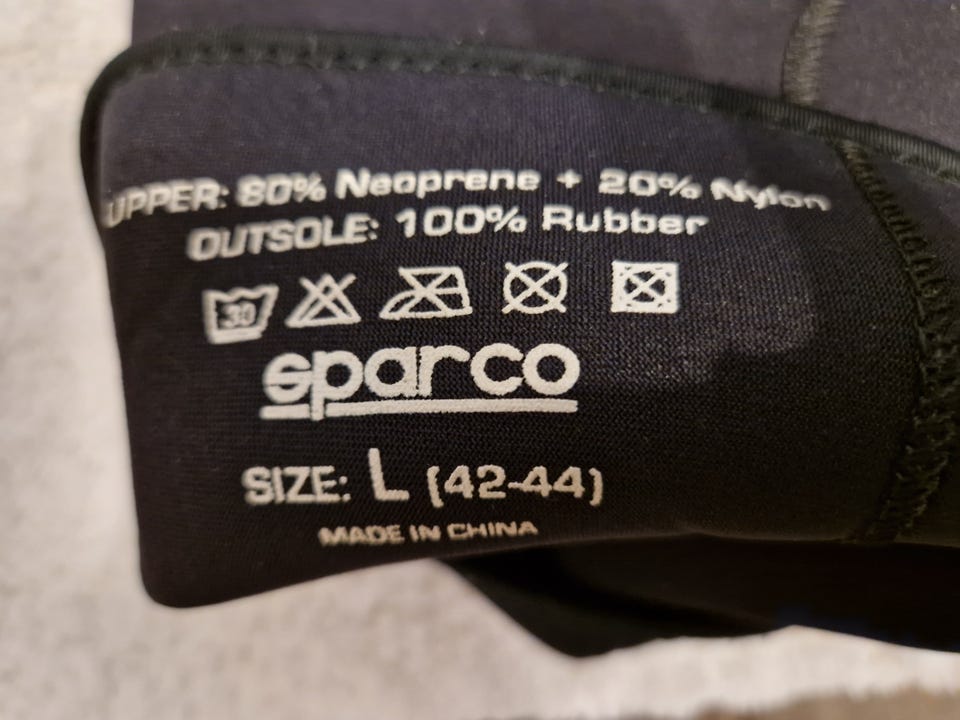 UPPER: 80% Neoprene + 20% Nylon
OUTSOLE: 100% Rubber
30
sparco
SIZE: L (42-44)
MADE IN CHINA